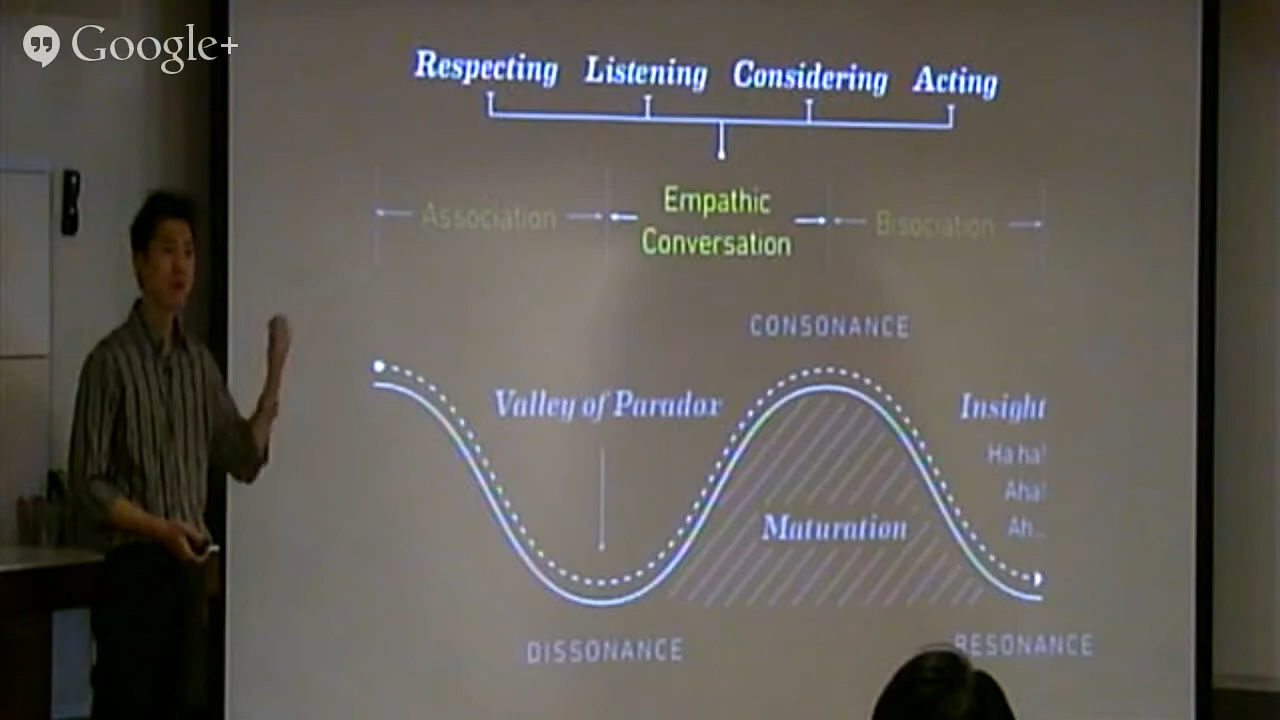 Google+
Respecting Listening Considering Acting
Association
Empathic
Conversation
Bisociation
CONSONANCE
Valley of Paradox
Insight
Ha ha!
Aha!
Ah...
Maturation
DISSONANCE
RESONANCE